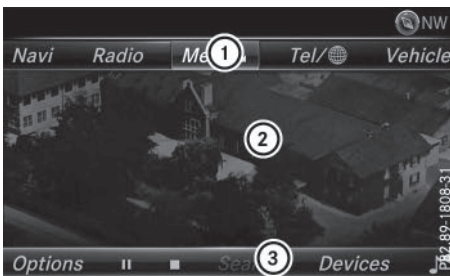 NW
Navi Radio 1 Tel/ Vehicle
2
Options 3 Devices
P82.89-1808-31